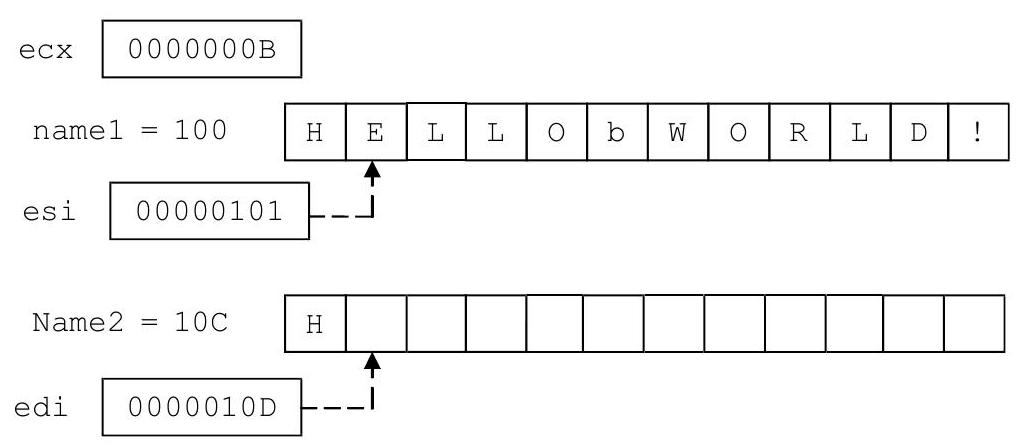 ecx 0000000B
name1 = 100 H E L L O b W O R L D !
esi 00000101
Name2 = 10C H
edi 0000010D